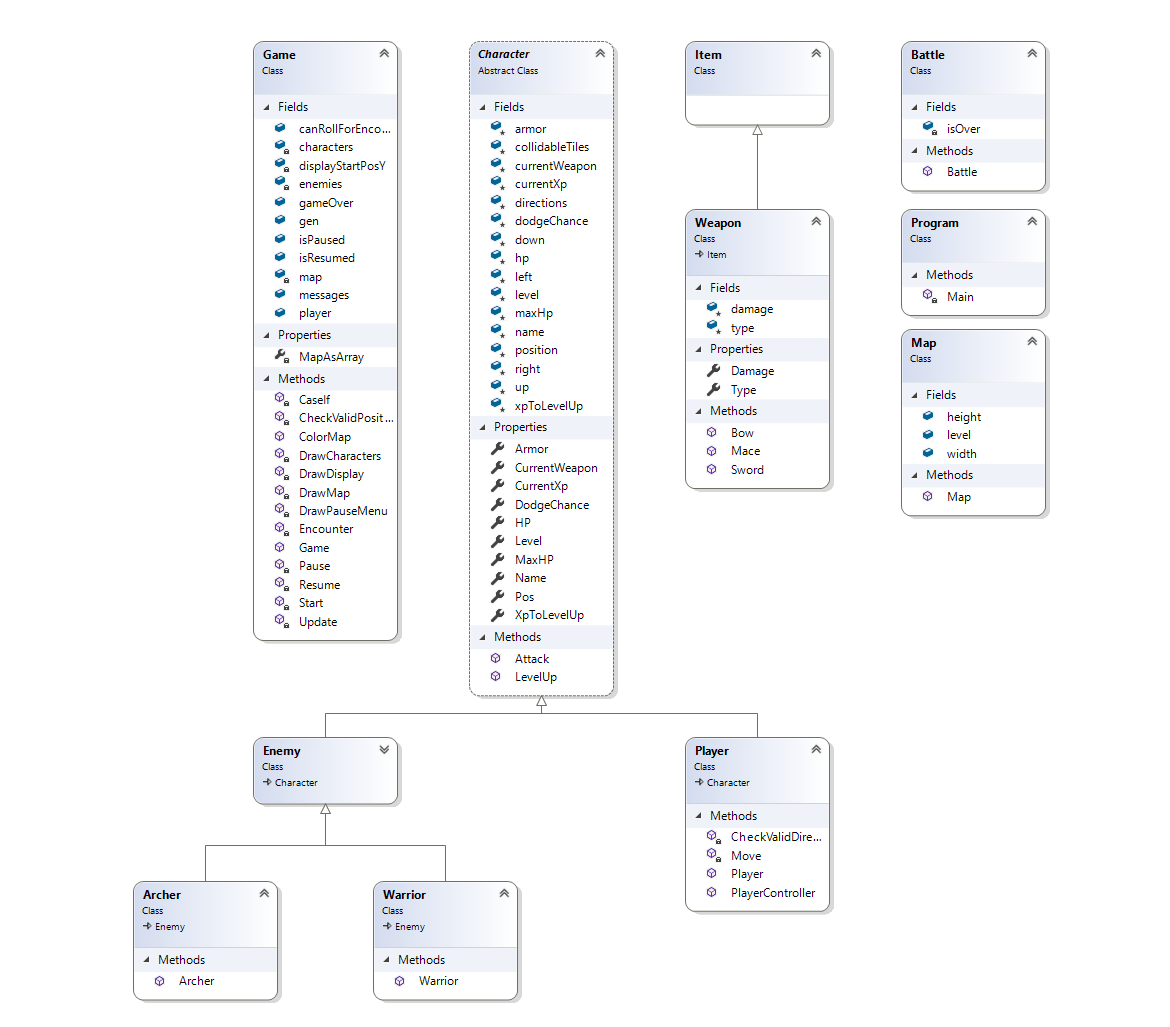 Game
Class
Fields
canRollForEnco...
characters
displayStartPosY
enemies
gameOver
gen
isPaused
isResumed
map
messages
player
Properties
MapAsArray
Methods
CaseIf
CheckValidPosit...
ColorMap
DrawCharacters
DrawDisplay
DrawMap
DrawPauseMenu
Encounter
Game
Pause
Resume
Start
Update
Character
Abstract Class
Fields
armor
collidableTiles
currentWeapon
currentXp
directions
dodgeChance
down
hp
left
level
maxHp
name
position
right
up
xpToLevelUp
Properties
Armor
CurrentWeapon
CurrentXp
DodgeChance
HP
Level
MaxHP
Name
Pos
XpToLevelUp
Methods
Attack
LevelUp
Item
Class
Weapon
Class
Item
Fields
damage
type
Properties
Damage
Type
Methods
Bow
Mace
Sword
Battle
Class
Fields
isOver
Methods
Battle
Program
Class
Methods
Main
Map
Class
Fields
height
level
width
Methods
Map
Enemy
Class
Character
Player
Class
Character
Methods
CheckValidDire...
Move
Player
PlayerController
Archer
Class
Enemy
Methods
Archer
Warrior
Class
Enemy
Methods
Warrior